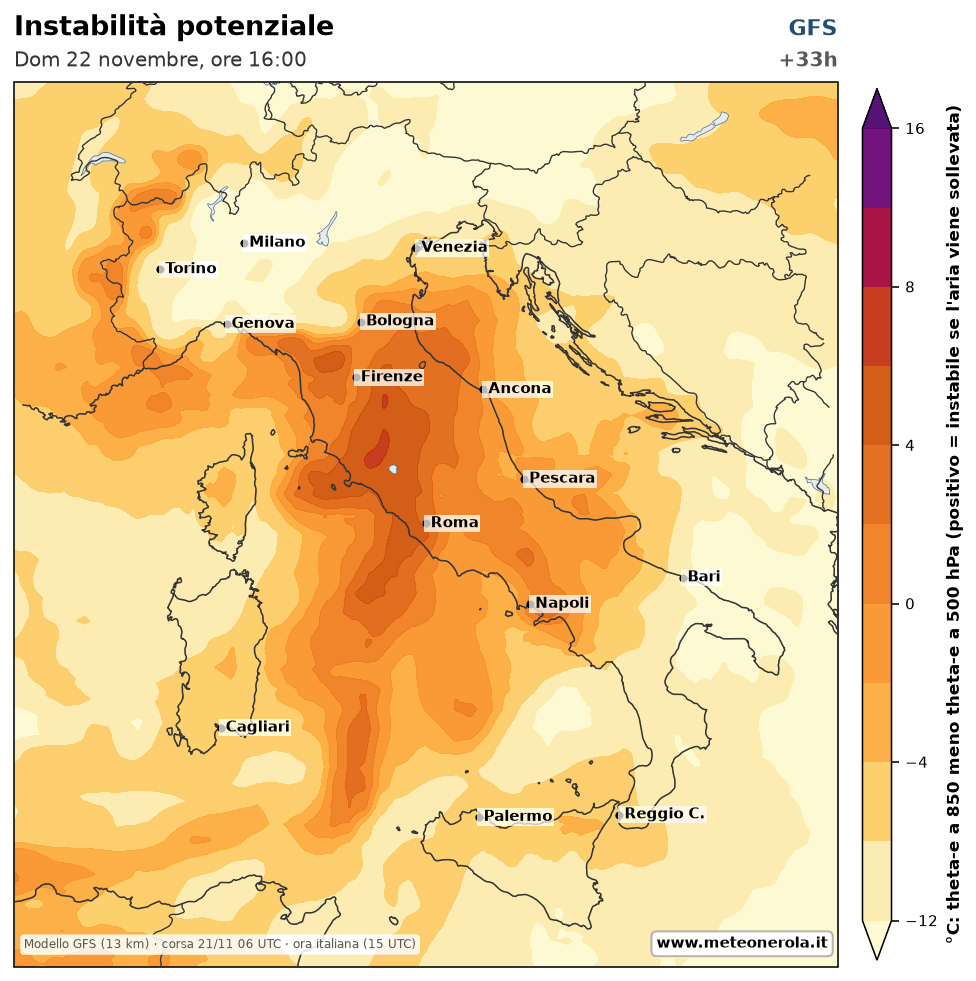 Instabilità potenziale
GFS
Dom 22 novembre, ore 16:00
+33h
Milano
Venezia
Torino
Genova
Bologna
Firenze
Ancona
Pescara
Roma
Bari
Napoli
Cagliari
Palermo
Reggio C.
Modello GFS (13 km) · corsa 21/11 06 UTC · ora italiana (15 UTC)
www.meteonerola.it
16
8
4
0
−4
−12
°C: theta-e a 850 meno theta-e a 500 hPa (positivo = instabile se l'aria viene sollevata)